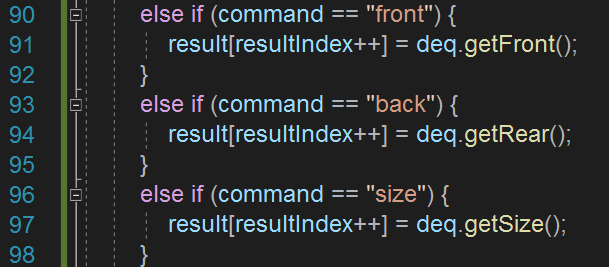 90 else if (command == "front") {
91 result[resultIndex++] = deq.getFront();
92 }
93 else if (command == "back") {
94 result[resultIndex++] = deq.getRear();
95 }
96 else if (command == "size") {
97 result[resultIndex++] = deq.getSize();
98 }